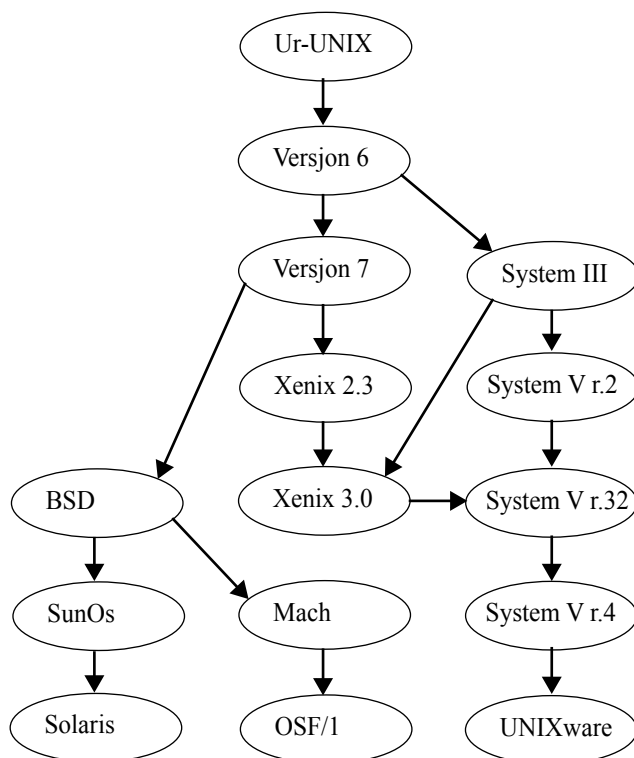 Ur-UNIX
Versjon 6
Versjon 7
System III
Xenix 2.3
System V r.2
BSD
Xenix 3.0
System V r.32
SunOs
Mach
System V r.4
Solaris
OSF/1
UNIXware